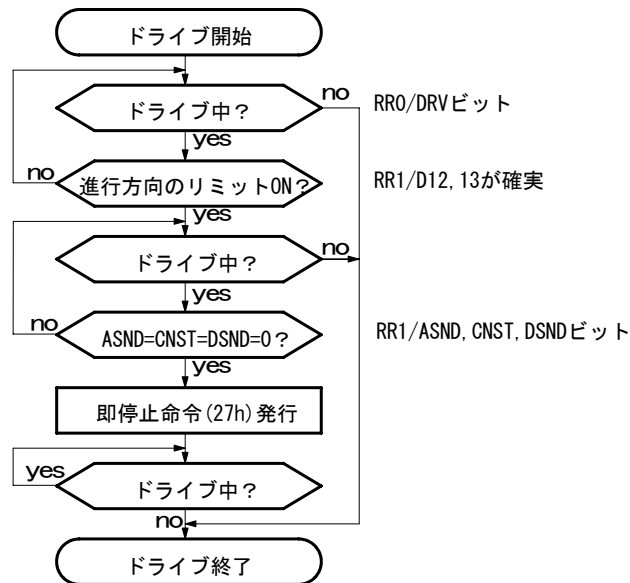 ドライブ開始
ドライブ中？
no
RR0/DRVビット
yes
no
進行方向のリミットON？
RR1/D12,13が確実
yes
ドライブ中？
no
yes
no
ASND=CNST=DSND=0？
RR1/ASND,CNST,DSNDビット
yes
即停止命令(27h)発行
yes
ドライブ中？
no
ドライブ終了